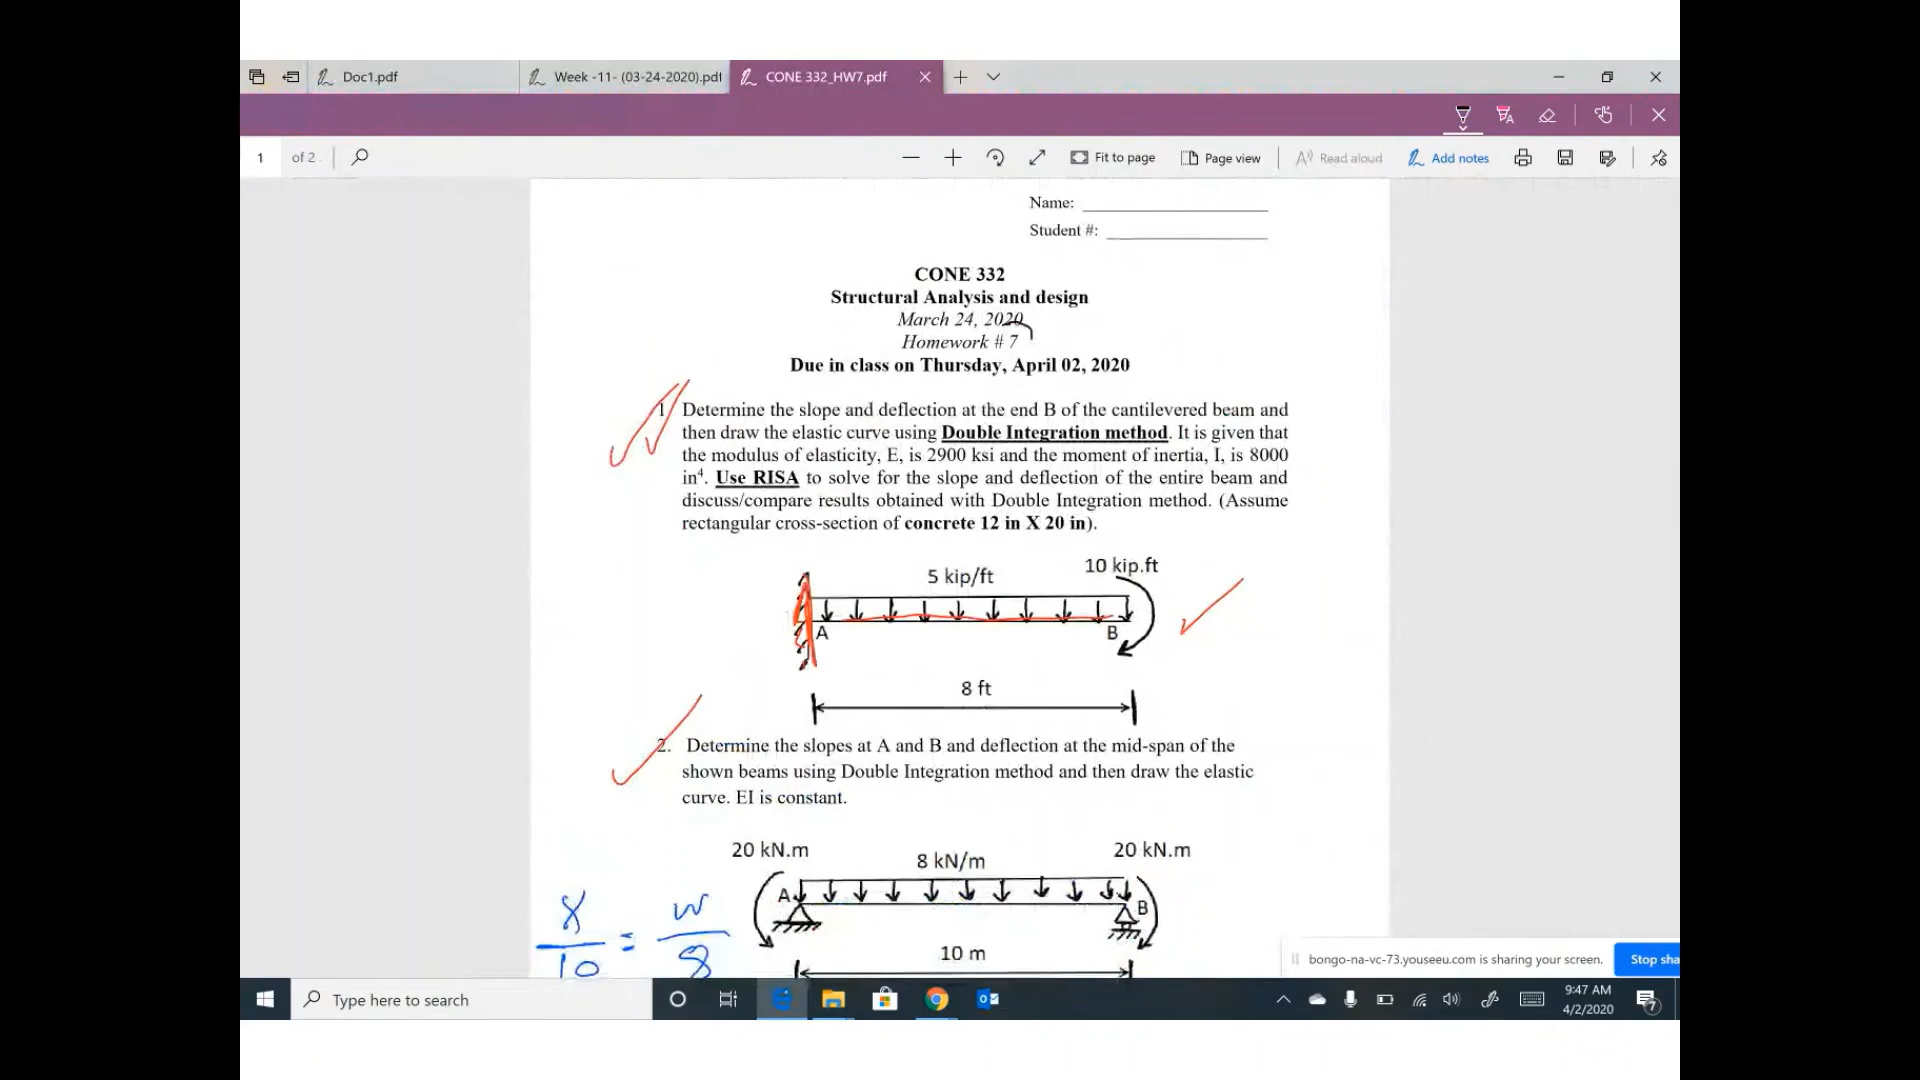 Doc1.pdf
Week -11- (03-24-2020).pdf
CONE 332_HW7.pdf
1 of 2
Fit to page
Page view
Read aloud
Add notes
Name:
Student #:
CONE 332
Structural Analysis and design
March 24, 2020
Homework # 7
Due in class on Thursday, April 02, 2020
1. Determine the slope and deflection at the end B of the cantilevered beam and
then draw the elastic curve using Double Integration method. It is given that
the modulus of elasticity, E, is 2900 ksi and the moment of inertia, I, is 8000
in⁴. Use RISA to solve for the slope and deflection of the entire beam and
discuss/compare results obtained with Double Integration method. (Assume
rectangular cross-section of concrete 12 in X 20 in).
10 kip.ft
5 kip/ft
A
B
8 ft
2. Determine the slopes at A and B and deflection at the mid-span of the
shown beams using Double Integration method and then draw the elastic
curve. EI is constant.
20 kN.m
8 kN/m
20 kN.m
A
B
10 m
x/10 = w/8
bongo-na-vc-73.youseeu.com is sharing your screen.
Stop sha
Type here to search
9:47 AM
4/2/2020
7